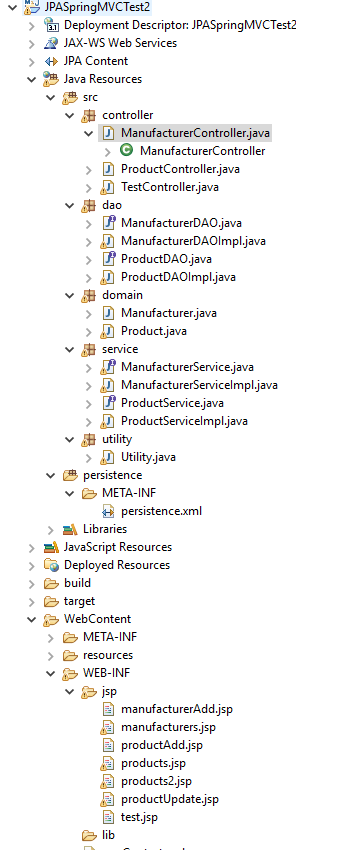 JPASpringMVCTest2
Deployment Descriptor: JPASpringMVCTest2
JAX-WS Web Services
JPA Content
Java Resources
src
controller
ManufacturerController.java
ManufacturerController
ProductController.java
TestController.java
dao
ManufacturerDAO.java
ManufacturerDAOImpl.java
ProductDAO.java
ProductDAOImpl.java
domain
Manufacturer.java
Product.java
service
ManufacturerService.java
ManufacturerServiceImpl.java
ProductService.java
ProductServiceImpl.java
utility
Utility.java
persistence
META-INF
persistence.xml
Libraries
JavaScript Resources
Deployed Resources
build
target
WebContent
META-INF
resources
WEB-INF
jsp
manufacturerAdd.jsp
manufacturers.jsp
productAdd.jsp
products.jsp
products2.jsp
productUpdate.jsp
test.jsp
lib